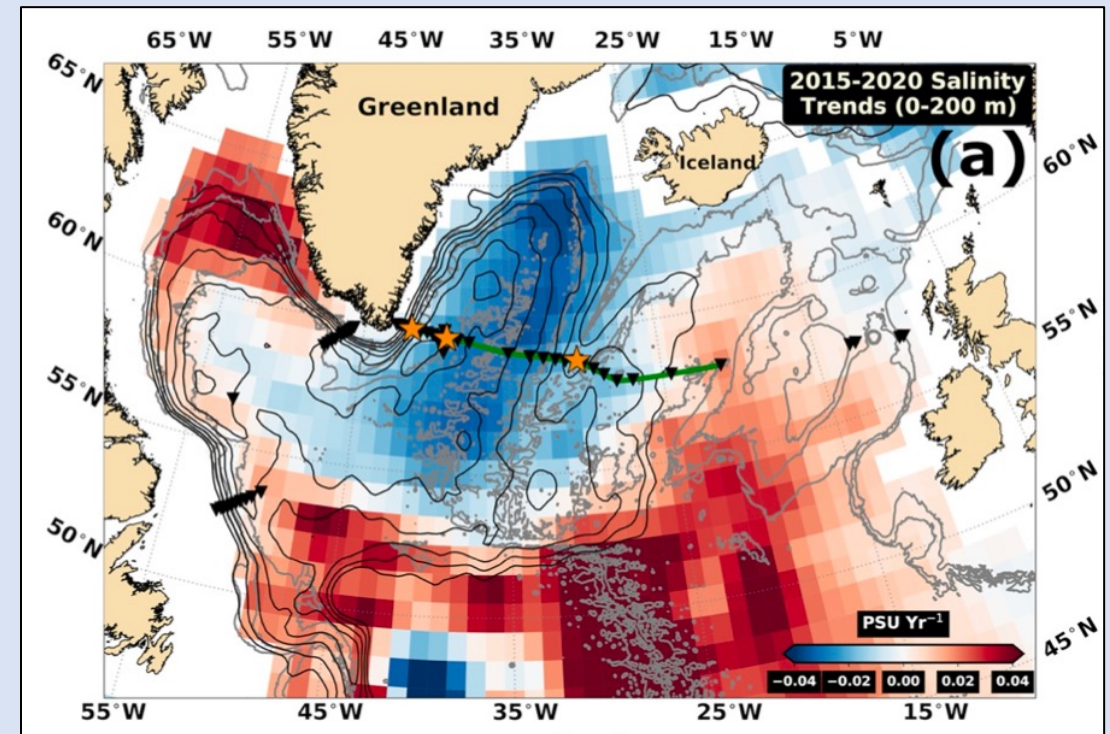 65°W 55°W 45°W 35°W 25°W 15°W 5°W
65°N
2015-2020 Salinity
Trends (0-200 m)
Greenland
(a)
Iceland
60°N
60°N
55°N
55°N
50°N
50°N
PSU Yr⁻¹
45°N
−0.04 −0.02 0.00 0.02 0.04
55°W 45°W 35°W 25°W 15°W